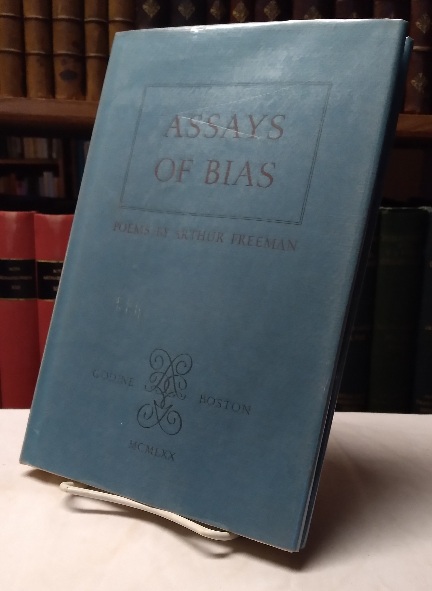 ASSAYS
OF BIAS
POEMS BY ARTHUR FREEMAN
GODINE BOSTON
MCMLXX